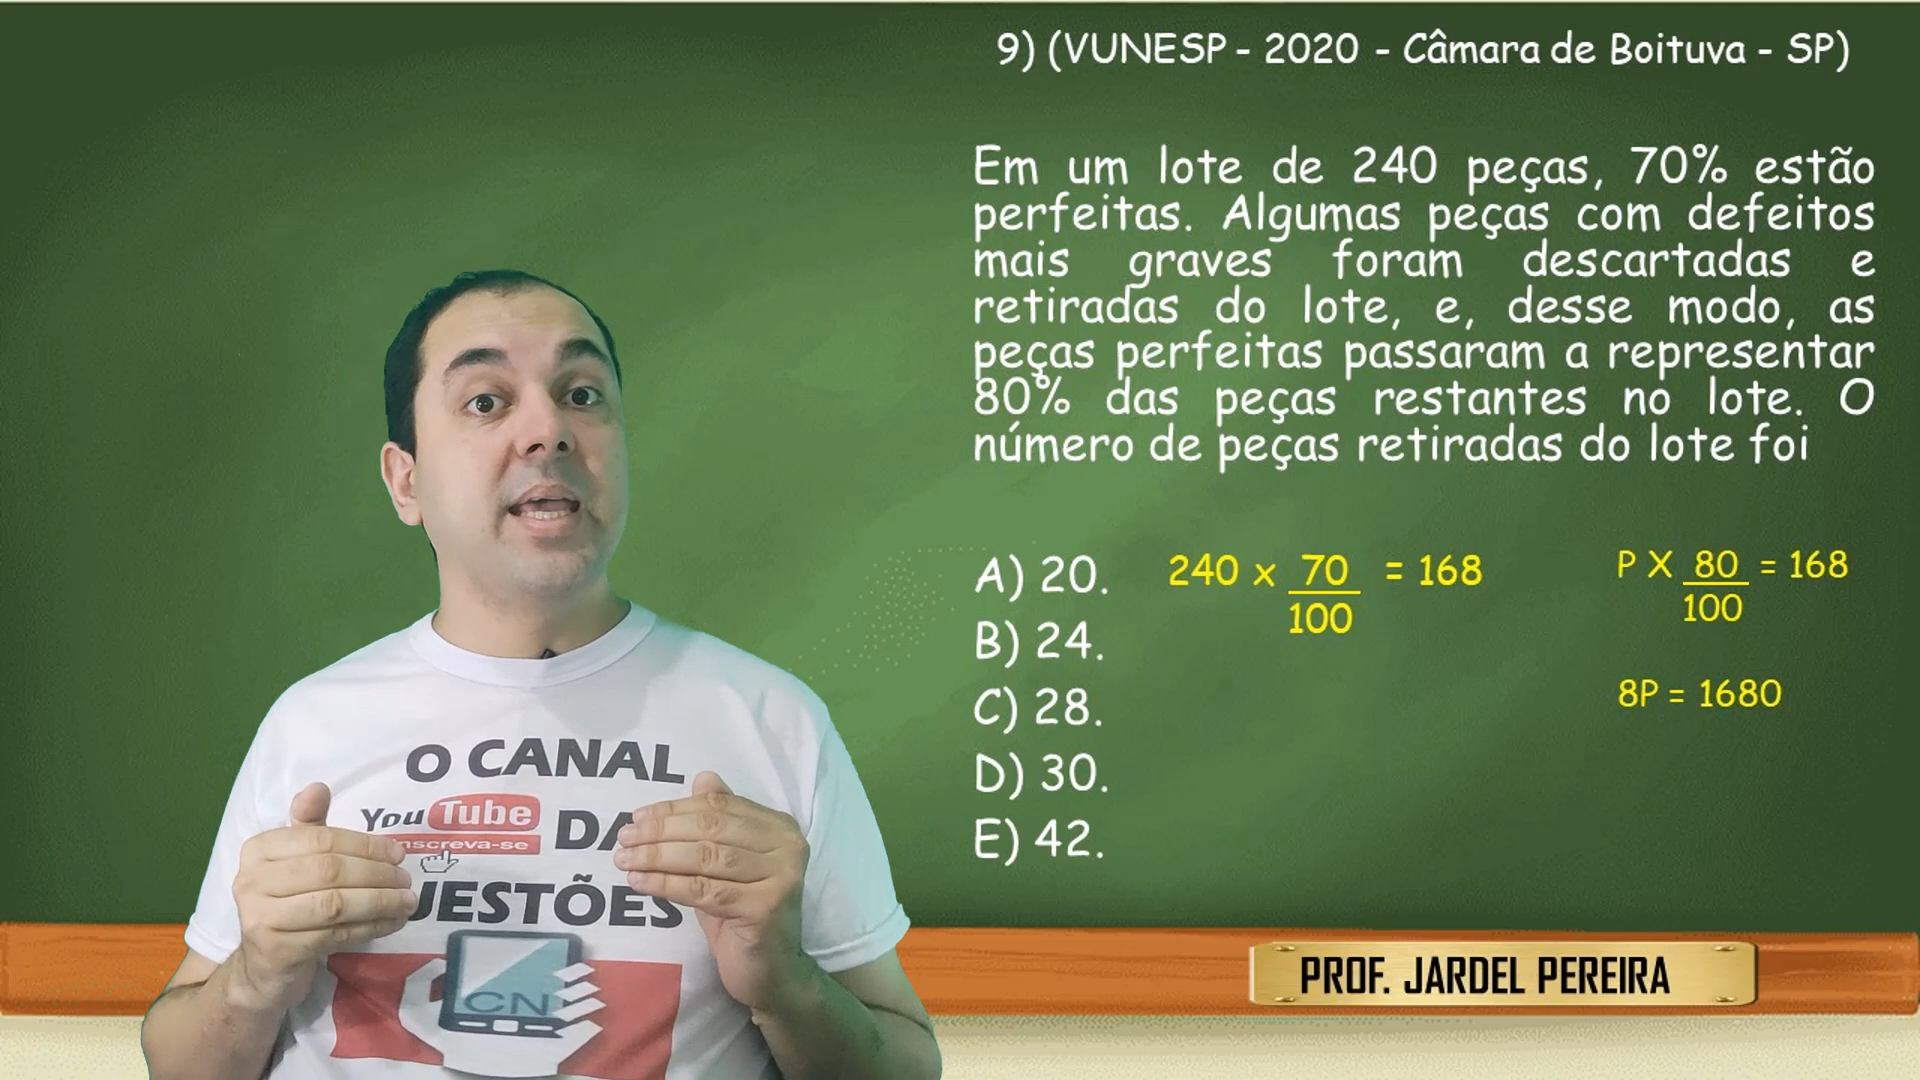 9) (VUNESP - 2020 - Câmara de Boituva - SP)
Em um lote de 240 peças, 70% estão
perfeitas. Algumas peças com defeitos
mais graves foram descartadas e
retiradas do lote, e, desse modo, as
peças perfeitas passaram a representar
80% das peças restantes no lote. O
número de peças retiradas do lote foi
A) 20.
B) 24.
C) 28.
D) 30.
E) 42.
240 x 70 = 168
100
P X 80 = 168
100
8P = 1680
O CANAL
YouTube DA
nscreva-se
UESTÕES
CN
PROF. JARDEL PEREIRA